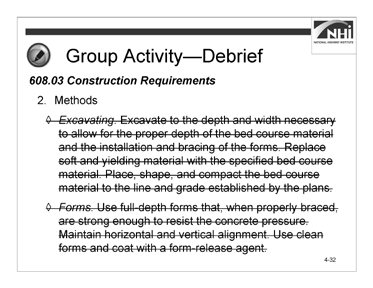 NHI
NATIONAL HIGHWAY INSTITUTE
Group Activity—Debrief
608.03 Construction Requirements
2. Methods
◊ Excavating. Excavate to the depth and width necessary
to allow for the proper depth of the bed course material
and the installation and bracing of the forms. Replace
soft and yielding material with the specified bed course
material. Place, shape, and compact the bed course
material to the line and grade established by the plans.
◊ Forms. Use full-depth forms that, when properly braced,
are strong enough to resist the concrete pressure.
Maintain horizontal and vertical alignment. Use clean
forms and coat with a form-release agent.
4-32